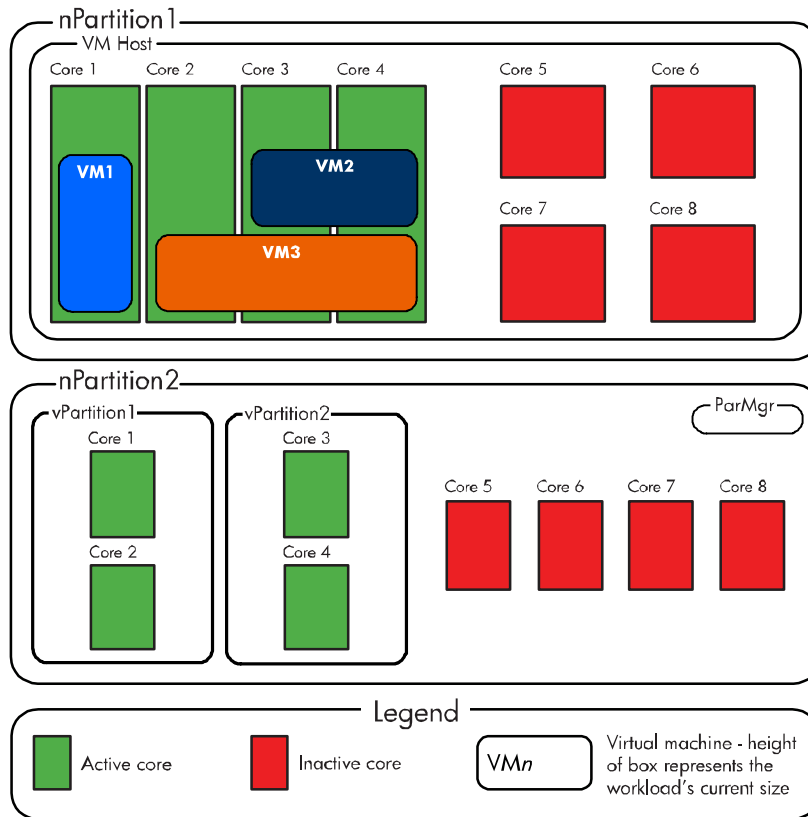 nPartition1
VM Host
Core 1 Core 2 Core 3 Core 4 Core 5 Core 6
VM1
VM2
Core 7 Core 8
VM3
nPartition2
vPartition1 vPartition2 ParMgr
Core 1 Core 3
Core 5 Core 6 Core 7 Core 8
Core 2 Core 4
Legend
Active core
Inactive core
VMn
Virtual machine - height
of box represents the
workload's current size